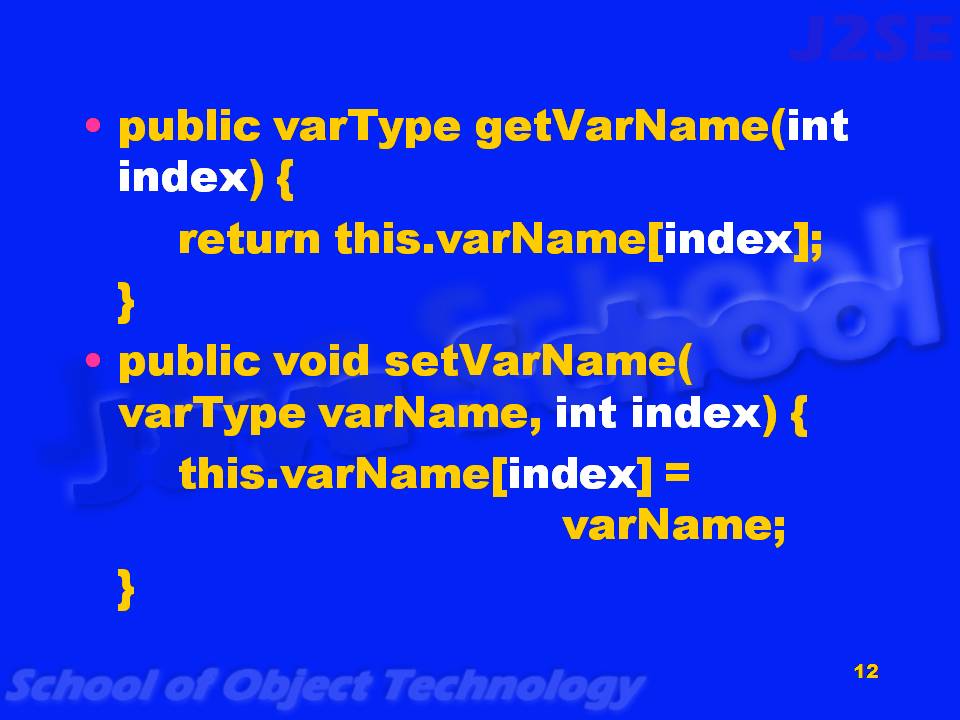 J2SE
• public varType getVarName(int
index) {
return this.varName[index];
}
• public void setVarName(
varType varName, int index) {
this.varName[index] =
varName;
}
Java School
School of Object Technology
12